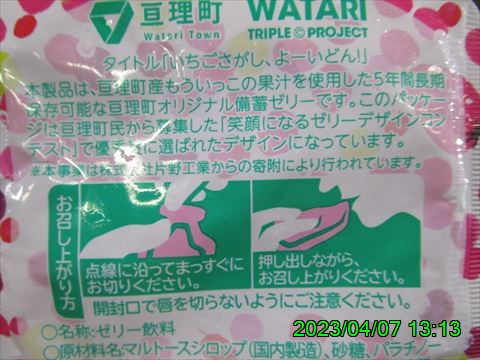 亘理町
Watari Town
WATARI
TRIPLE © PROJECT
タイトル「いちごさがし、よーいどん!」
本製品は、亘理町産もういっこの果汁を使用した5年間長期
保存可能な亘理町オリジナル備蓄ゼリーです。このパッケー
ジは亘理町民から募集した「笑顔になるゼリーデザインコン
テスト」で優秀賞に選ばれたデザインになっています。
※本事業は株式会社片野工業からの寄附により行われています。
お召し上がり方
点線に沿ってまっすぐに
お切りください。
押し出しながら、
お召し上がりください。
開封口で唇を切らないようにご注意ください。
○名称:ゼリー飲料
○原材料名:マルトースシロップ(国内製造)、砂糖、パラチノー
2023/04/07 13:13